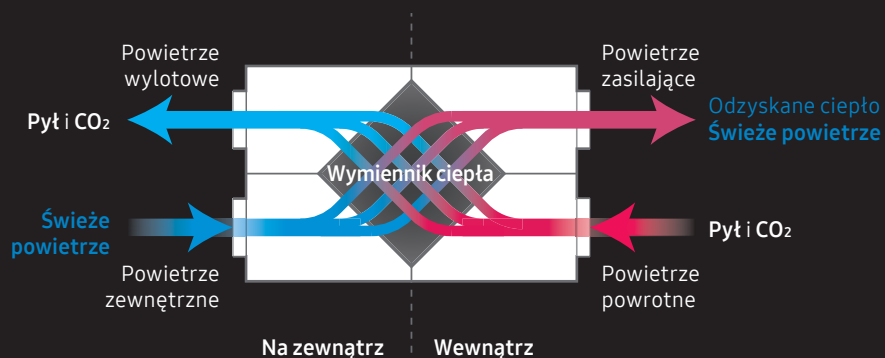 Powietrze
wylotowe
Powietrze
zasilające
Pył i CO₂
Odzyskane ciepło
Świeże powietrze
Wymiennik ciepła
Świeże
powietrze
Pył i CO₂
Powietrze
zewnętrzne
Powietrze
powrotne
Na zewnątrz
Wewnątrz